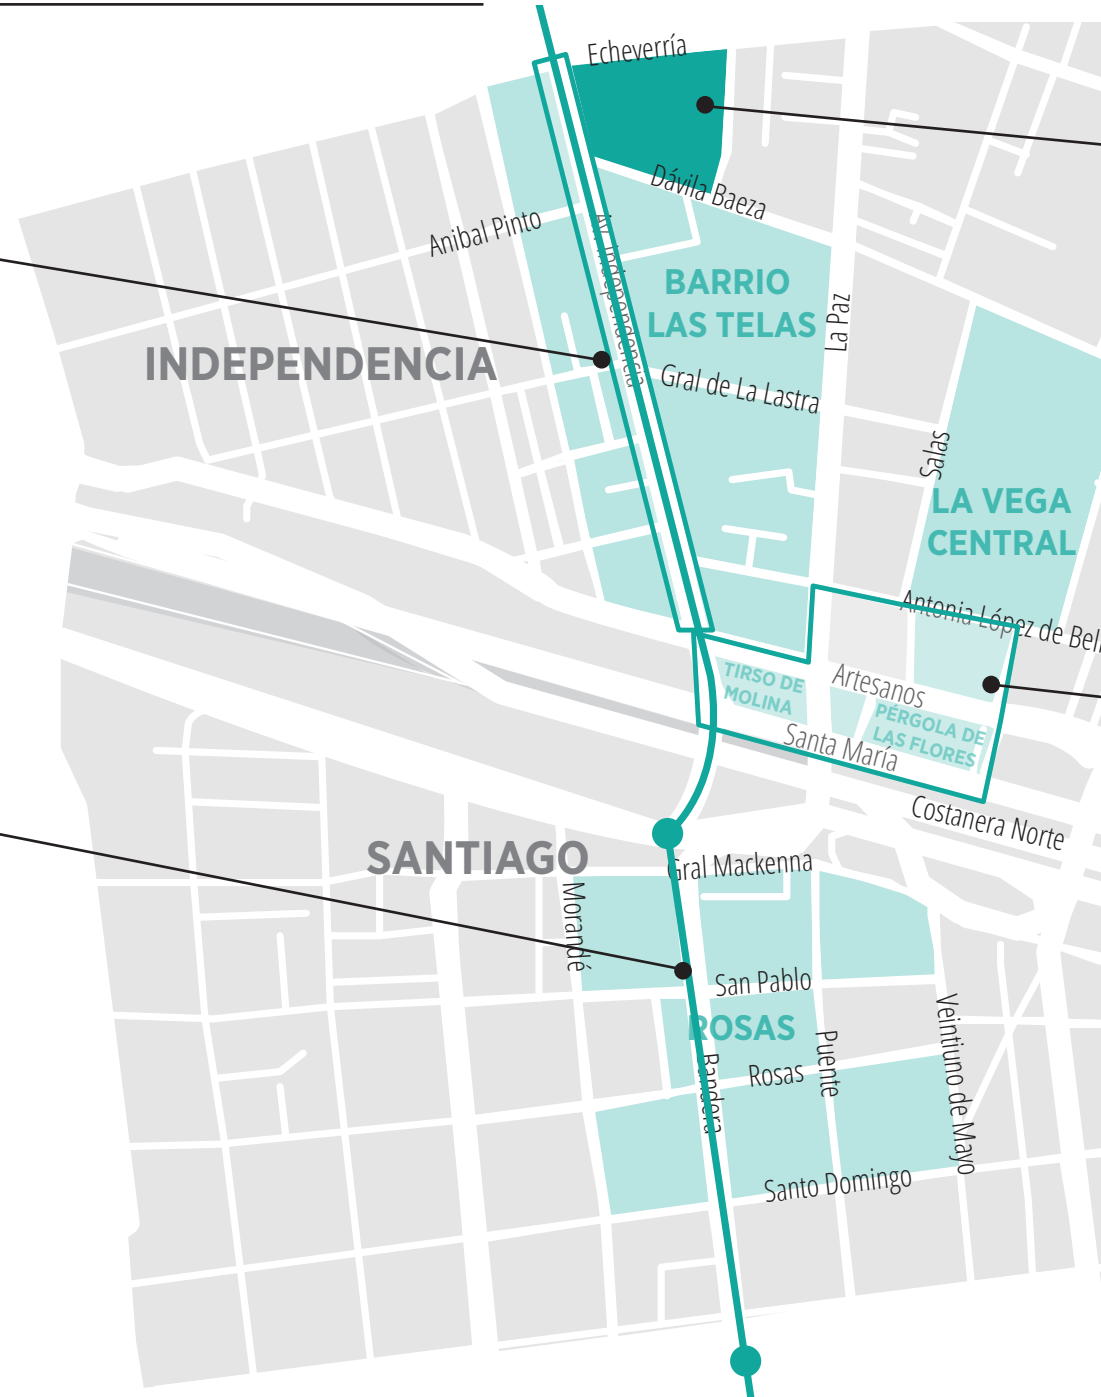 Echeverría
Dávila Baeza
Anibal Pinto
Av. Independencia
BARRIO
LAS TELAS
La Paz
INDEPENDENCIA
Gral de La Lastra
Salas
LA VEGA
CENTRAL
Antonia López de Bell
TIRSO DE
MOLINA
Artesanos
PÉRGOLA DE
LAS FLORES
Santa María
Costanera Norte
SANTIAGO
Gral Mackenna
Morandé
San Pablo
ROSAS
Veintiuno de Mayo
Puente
Rosas
Bandera
Santo Domingo